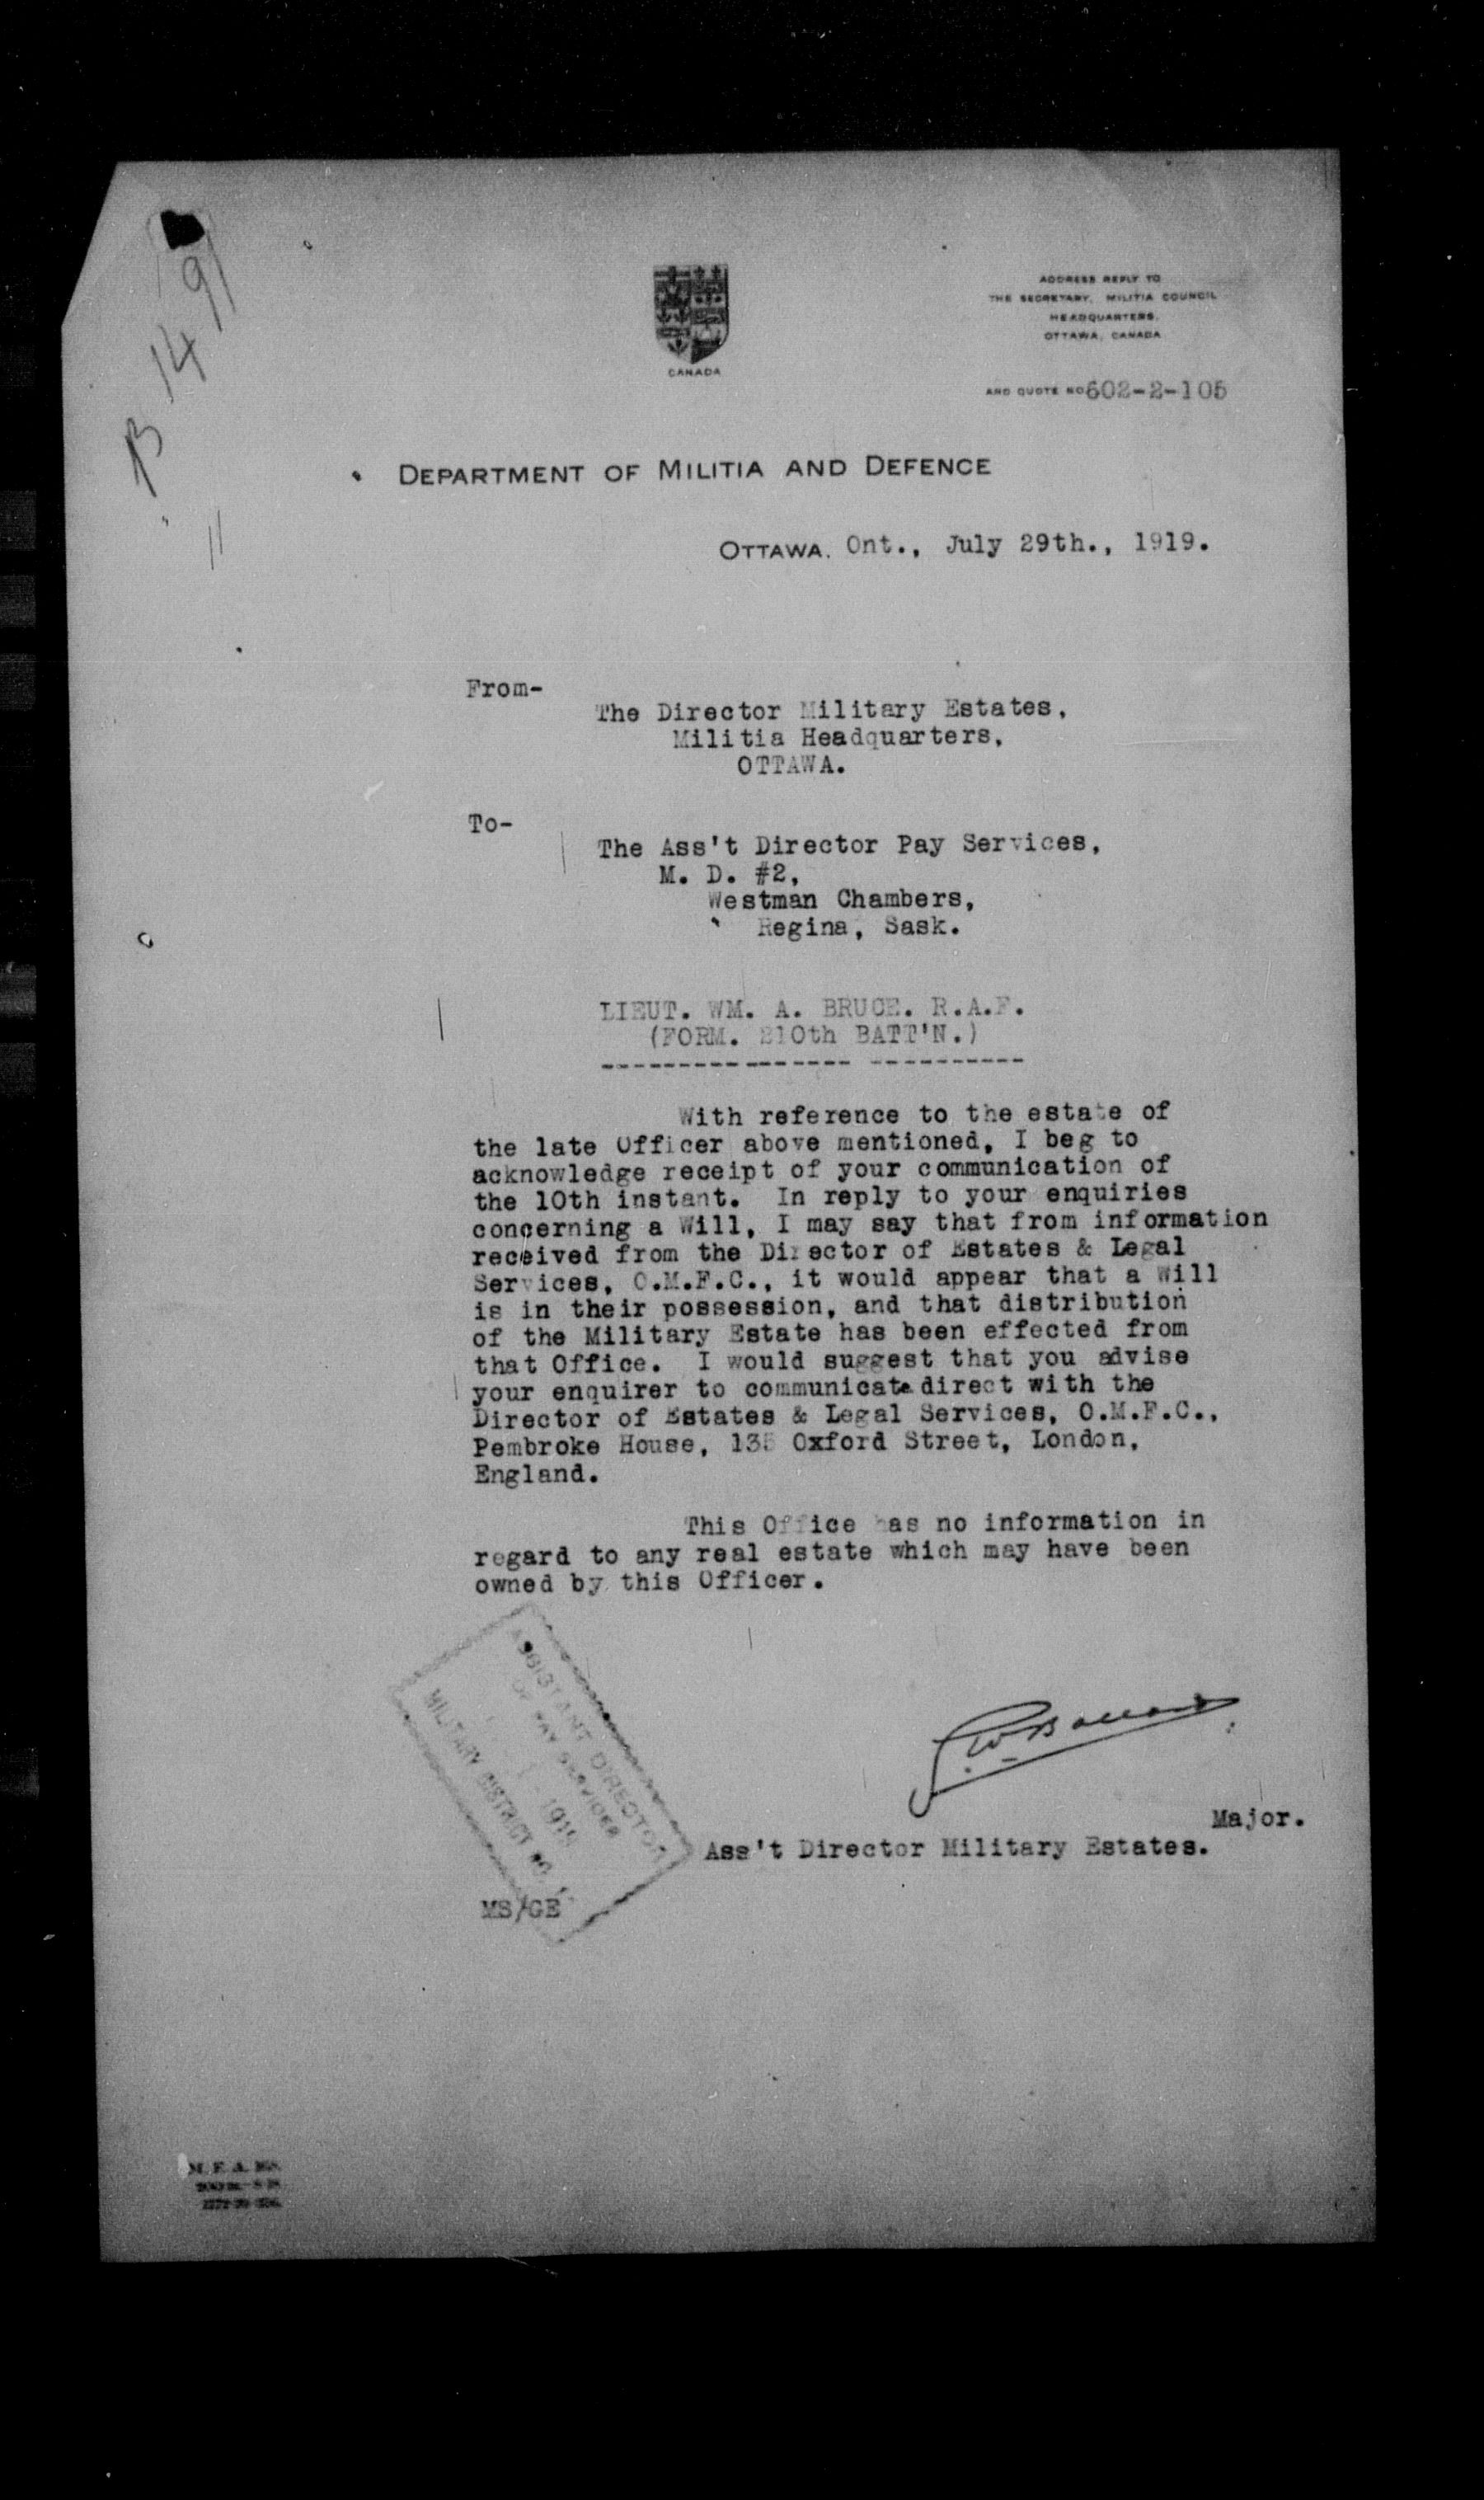 B 1491
CANADA
ADDRESS REPLY TO
THE SECRETARY, MILITIA COUNCIL
HEADQUARTERS,
OTTAWA, CANADA
AND QUOTE NO 602-2-105
DEPARTMENT OF MILITIA AND DEFENCE
OTTAWA. Ont., July 29th., 1919.
From-
The Director Military Estates,
Militia Headquarters,
OTTAWA.
To-
The Ass't Director Pay Services,
M. D. #2,
Westman Chambers,
Regina, Sask.
LIEUT. WM. A. BRUCE. R.A.F.
(FORM. 210th BATT'N.)
With reference to the estate of
the late Officer above mentioned, I beg to
acknowledge receipt of your communication of
the 10th instant. In reply to your enquiries
concerning a Will, I may say that from information
received from the Director of Estates & Legal
Services, O.M.F.C., it would appear that a Will
is in their possession, and that distribution
of the Military Estate has been effected from
that Office. I would suggest that you advise
your enquirer to communicate direct with the
Director of Estates & Legal Services, O.M.F.C.,
Pembroke House, 135 Oxford Street, London,
England.
This Office has no information in
regard to any real estate which may have been
owned by this Officer.
ASSISTANT DIRECTOR
OF PAY SERVICES
MILITARY DISTRICT NO.
Major.
Ass't Director Military Estates.
MS/GE
M. F. A.